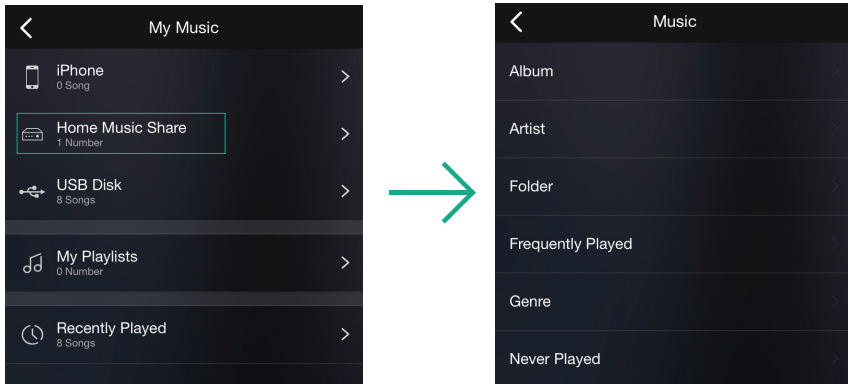 My Music
iPhone
0 Song
Home Music Share
1 Number
USB Disk
8 Songs
My Playlists
0 Number
Recently Played
8 Songs
Music
Album
Artist
Folder
Frequently Played
Genre
Never Played